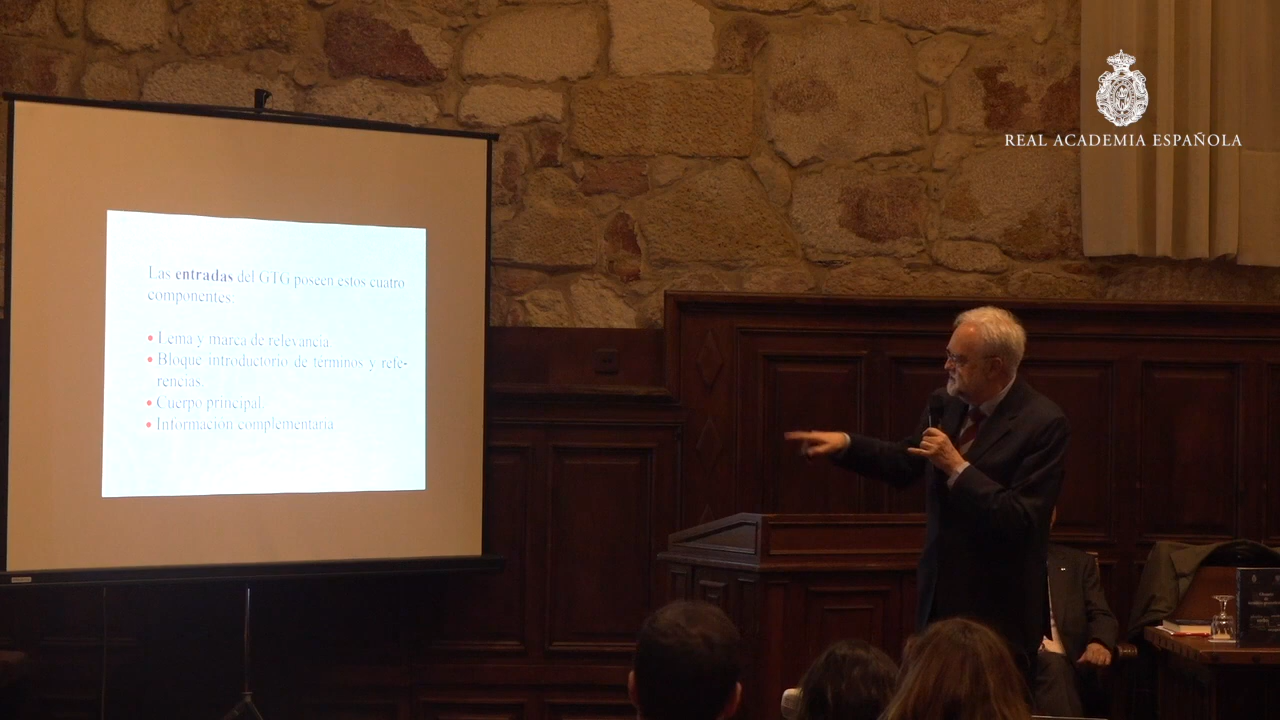 REAL ACADEMIA ESPAÑOLA
Las entradas del GTG poseen estos cuatro
componentes:
• Lema y marca de relevancia.
• Bloque introductorio de términos y refe-
rencias.
• Cuerpo principal.
• Información complementaria